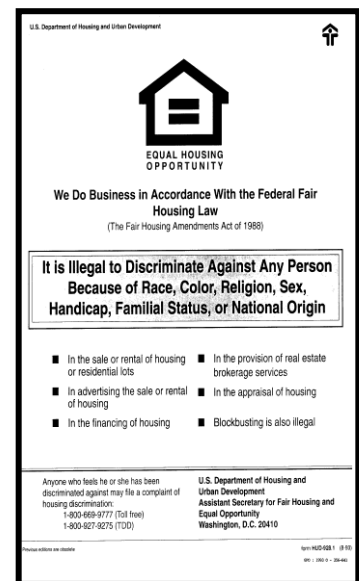 U.S. Department of Housing and Urban Development
EQUAL HOUSING
OPPORTUNITY
We Do Business in Accordance With the Federal Fair
Housing Law
(The Fair Housing Amendments Act of 1988)
It is Illegal to Discriminate Against Any Person
Because of Race, Color, Religion, Sex,
Handicap, Familial Status, or National Origin
■ In the sale or rental of housing
or residential lots
■ In advertising the sale or rental
of housing
■ In the financing of housing
■ In the provision of real estate
brokerage services
■ In the appraisal of housing
■ Blockbusting is also illegal
Anyone who feels he or she has been
discriminated against may file a complaint of
housing discrimination:
1-800-669-9777 (Toll free)
1-800-927-9275 (TDD)
U.S. Department of Housing and
Urban Development
Assistant Secretary for Fair Housing and
Equal Opportunity
Washington, D.C. 20410
Previous editions are obsolete
form HUD-928.1